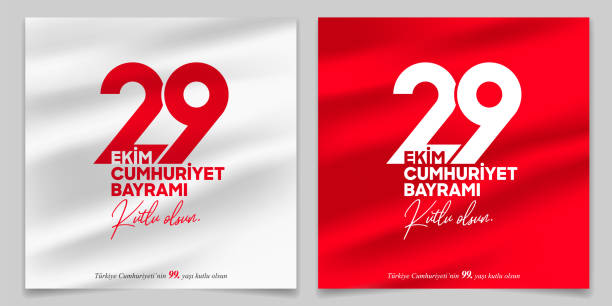 29
EKİM
CUMHURİYET
BAYRAMI
Kutlu olsun.
Türkiye Cumhuriyeti'nin 99. yaşı kutlu olsun
29
EKİM
CUMHURİYET
BAYRAMI
Kutlu olsun.
Türkiye Cumhuriyeti'nin 99. yaşı kutlu olsun